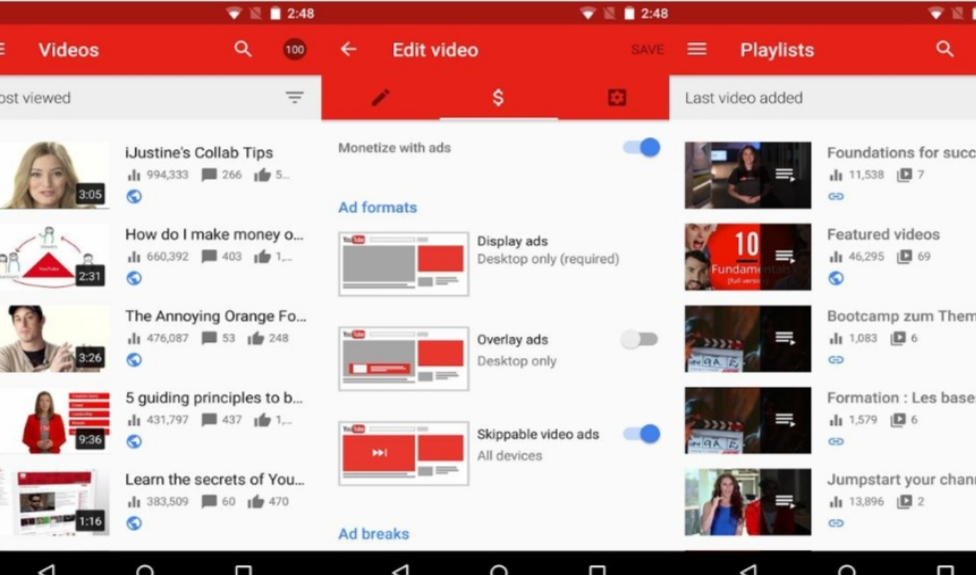 2:48
Videos
100
ost viewed
3:05
iJustine's Collab Tips
994,333 266 5...
2:31
How do I make money o...
660,392 403 1,...
3:26
The Annoying Orange Fo...
476,087 53 248
9:36
5 guiding principles to b...
431,797 437 1,...
1:16
Learn the secrets of You...
383,509 60 470
2:48
Edit video
SAVE
$
Monetize with ads
Ad formats
YouTube
Display ads
Desktop only (required)
YouTube
Overlay ads
Desktop only
YouTube
Skippable video ads
All devices
Ad breaks
Playlists
Last video added
Foundations for succ
11,538 7
10
Fundamentals
(full version)
Featured videos
46,295 69
Bootcamp zum Them
1,083 6
Formation : Les base
1,579 6
Jumpstart your chan
13,896 2